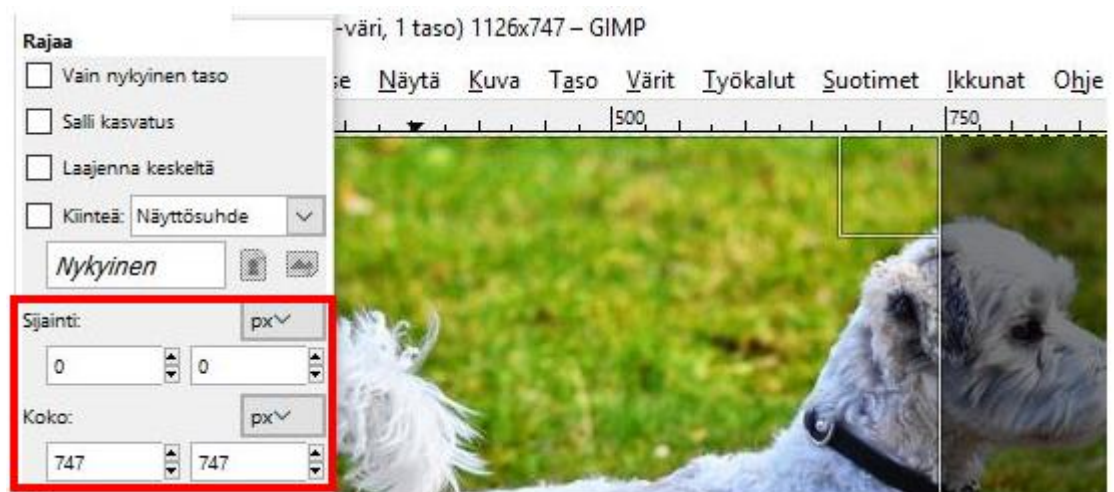 -väri, 1 taso) 1126x747 – GIMP
Rajaa
Vain nykyinen taso
Salli kasvatus
Laajenna keskeltä
Kiinteä: Näyttösuhde
Nykyinen
Sijainti: px
0 0
Koko: px
747 747
se Näytä Kuva Taso Värit Työkalut Suotimet Ikkunat Ohje
500 750